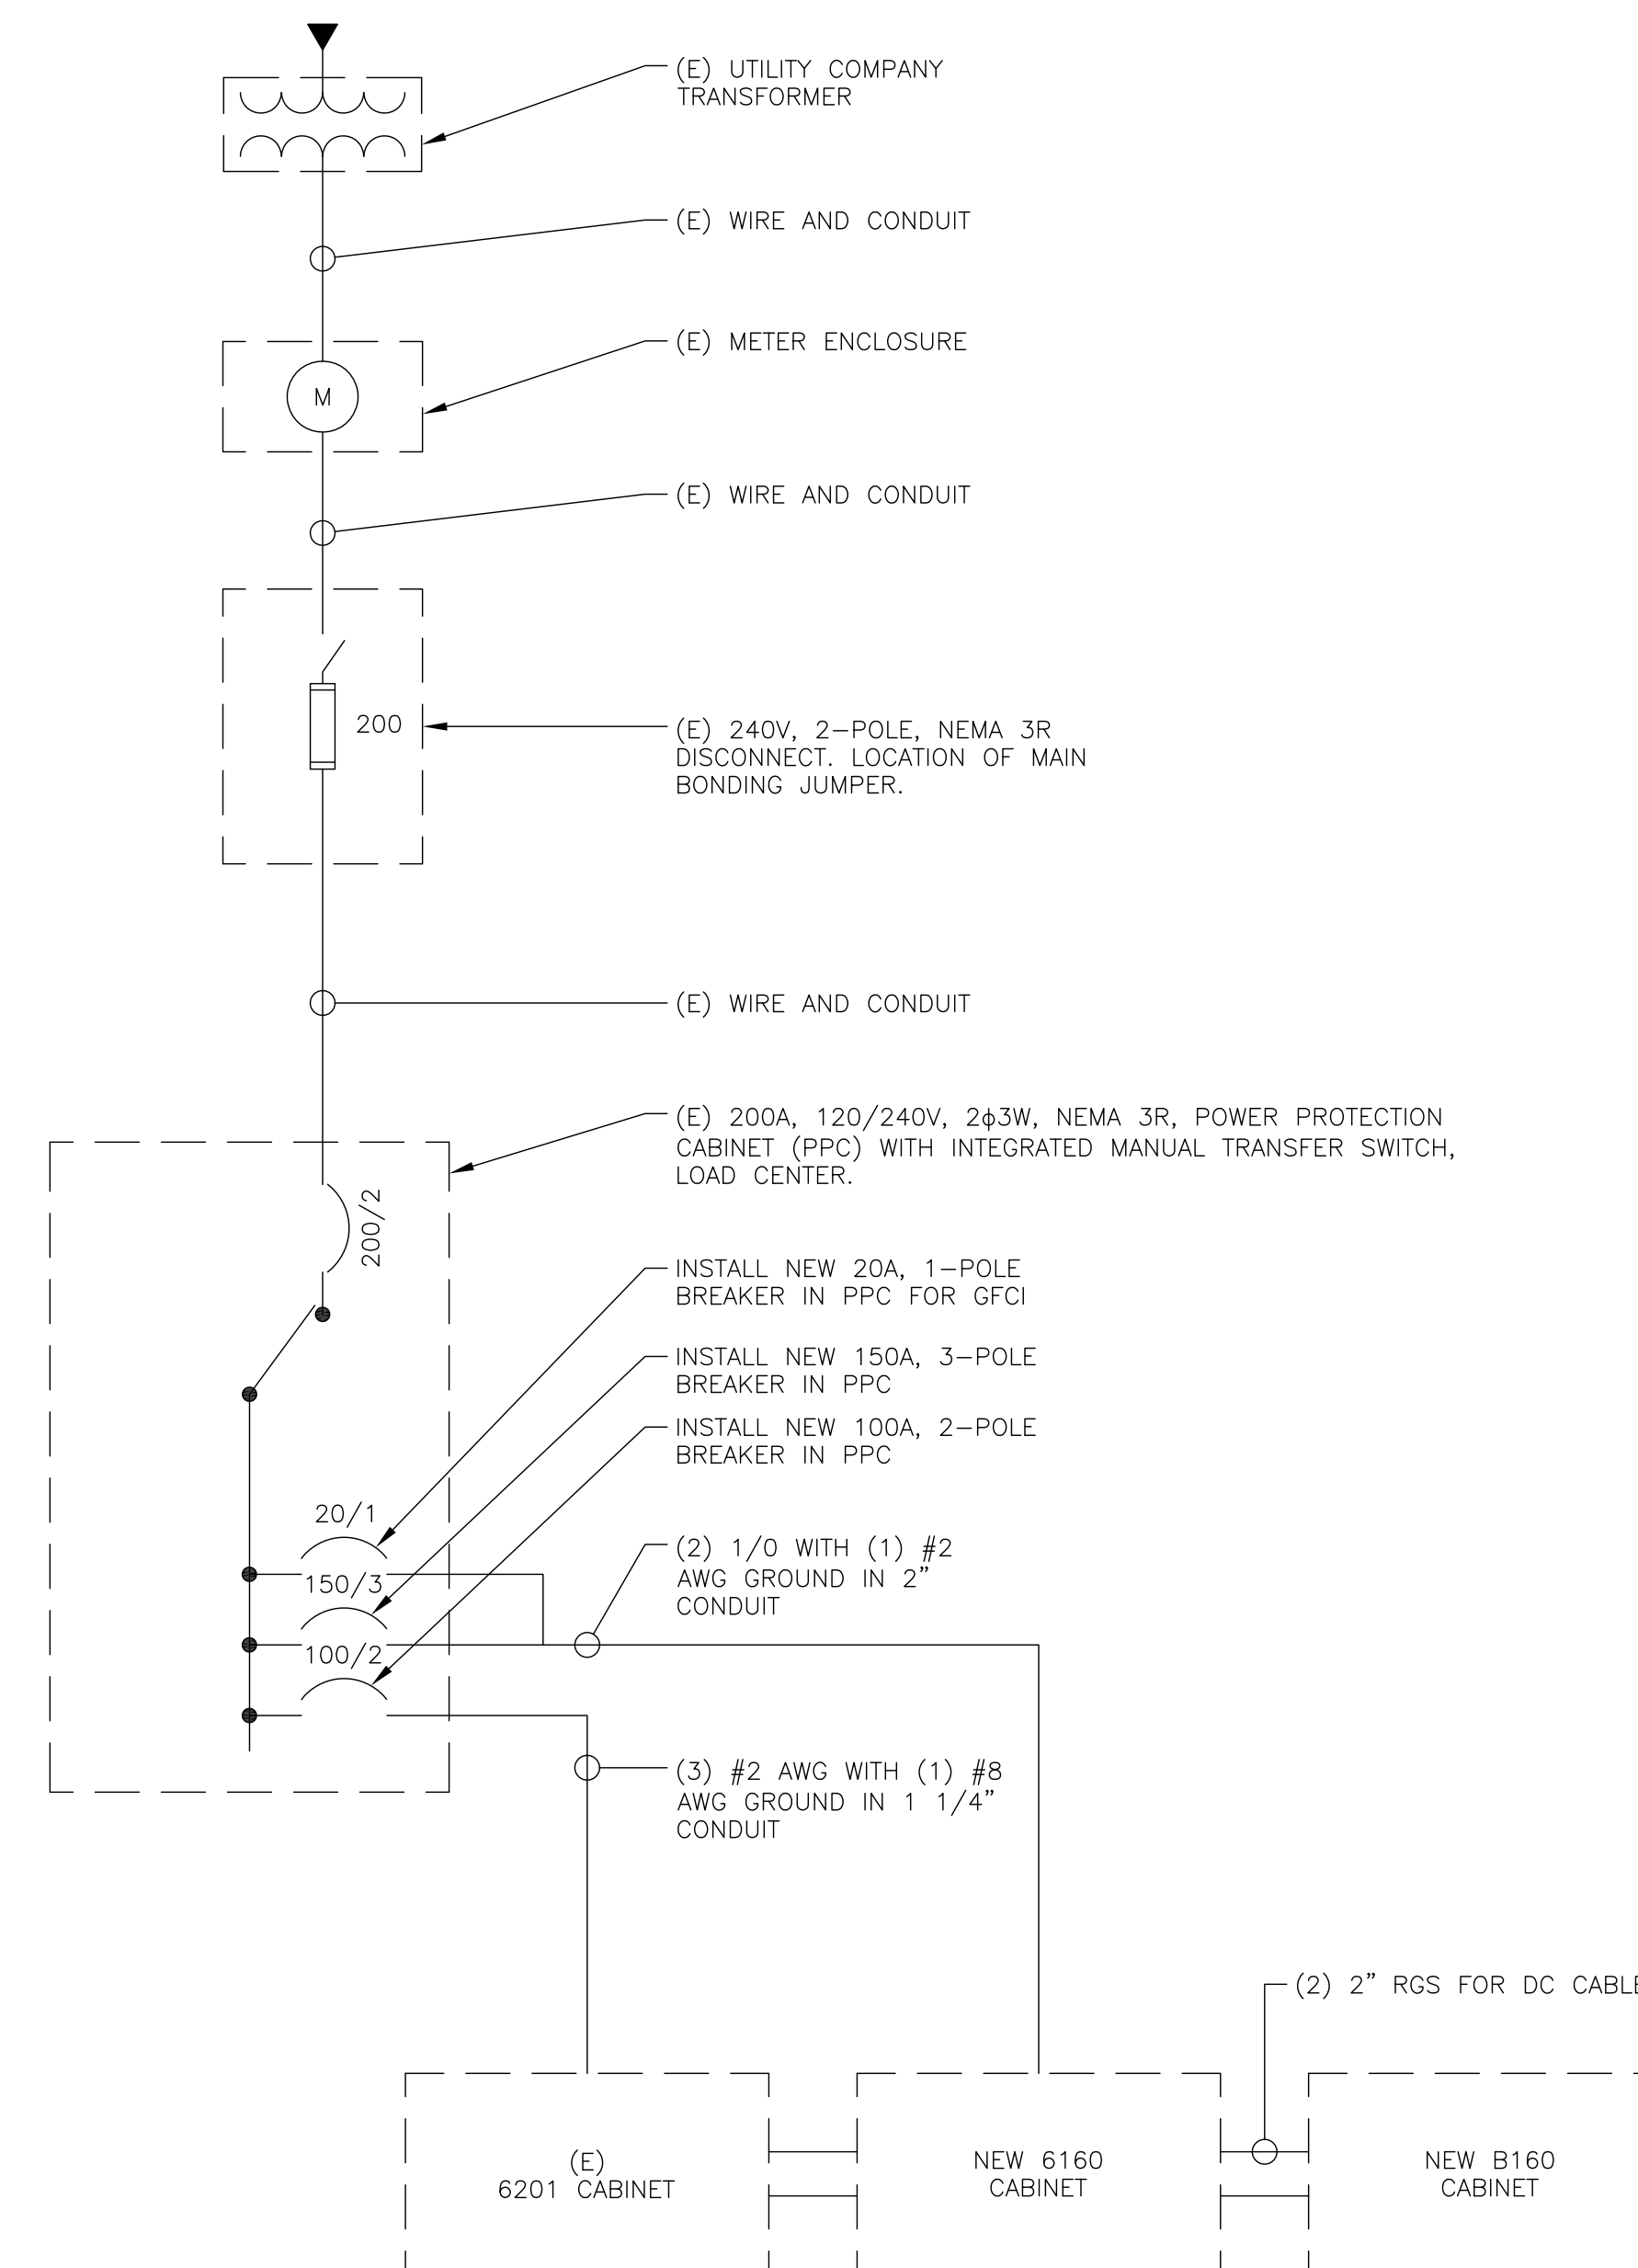 (E) UTILITY COMPANY
TRANSFORMER
(E) WIRE AND CONDUIT
(E) METER ENCLOSURE
M
(E) WIRE AND CONDUIT
200
(E) 240V, 2-POLE, NEMA 3R
DISCONNECT. LOCATION OF MAIN
BONDING JUMPER.
(E) WIRE AND CONDUIT
(E) 200A, 120/240V, 2ϕ3W, NEMA 3R, POWER PROTECTION
CABINET (PPC) WITH INTEGRATED MANUAL TRANSFER SWITCH,
LOAD CENTER.
200/2
INSTALL NEW 20A, 1-POLE
BREAKER IN PPC FOR GFCI
INSTALL NEW 150A, 3-POLE
BREAKER IN PPC
INSTALL NEW 100A, 2-POLE
BREAKER IN PPC
20/1
150/3
100/2
(2) 1/0 WITH (1) #2
AWG GROUND IN 2"
CONDUIT
(3) #2 AWG WITH (1) #8
AWG GROUND IN 1 1/4"
CONDUIT
(2) 2" RGS FOR DC CABLE
(E)
6201 CABINET
NEW 6160
CABINET
NEW B160
CABINET